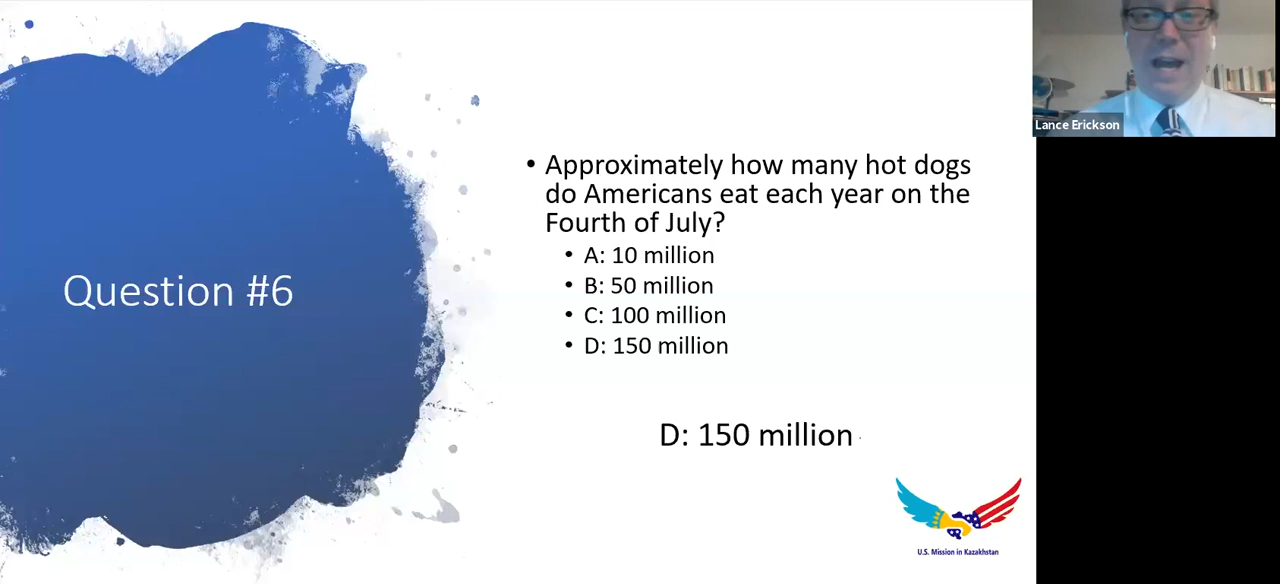 Question #6
• Approximately how many hot dogs
do Americans eat each year on the
Fourth of July?
• A: 10 million
• B: 50 million
• C: 100 million
• D: 150 million
D: 150 million
U.S. Mission in Kazakhstan
Lance Erickson